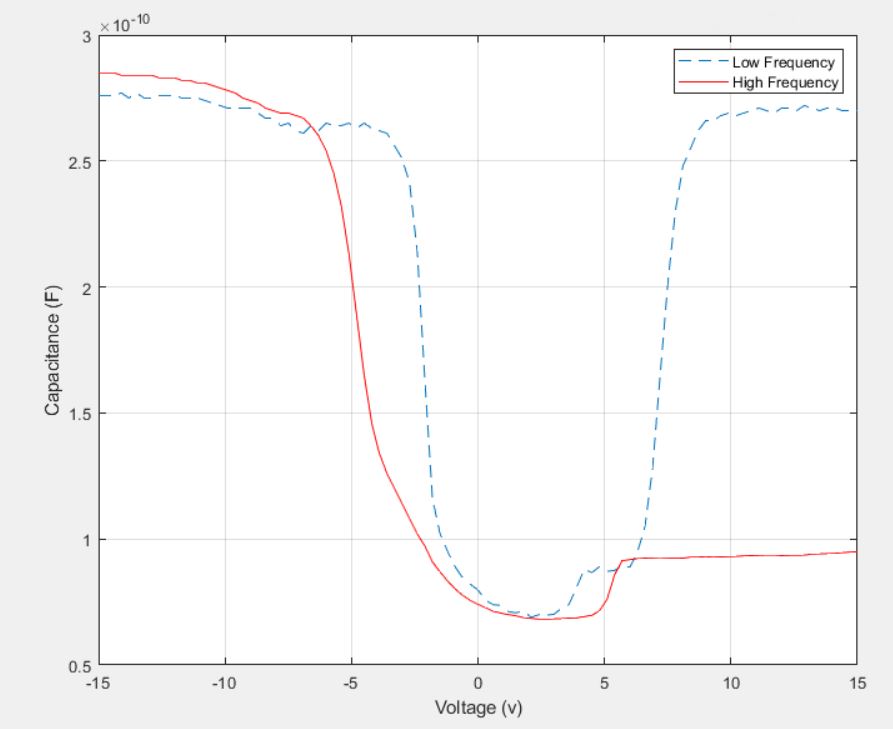 ×10⁻¹⁰
3
2.5
2
1.5
1
0.5
Capacitance (F)
-15 -10 -5 0 5 10 15
Voltage (v)
Low Frequency
High Frequency